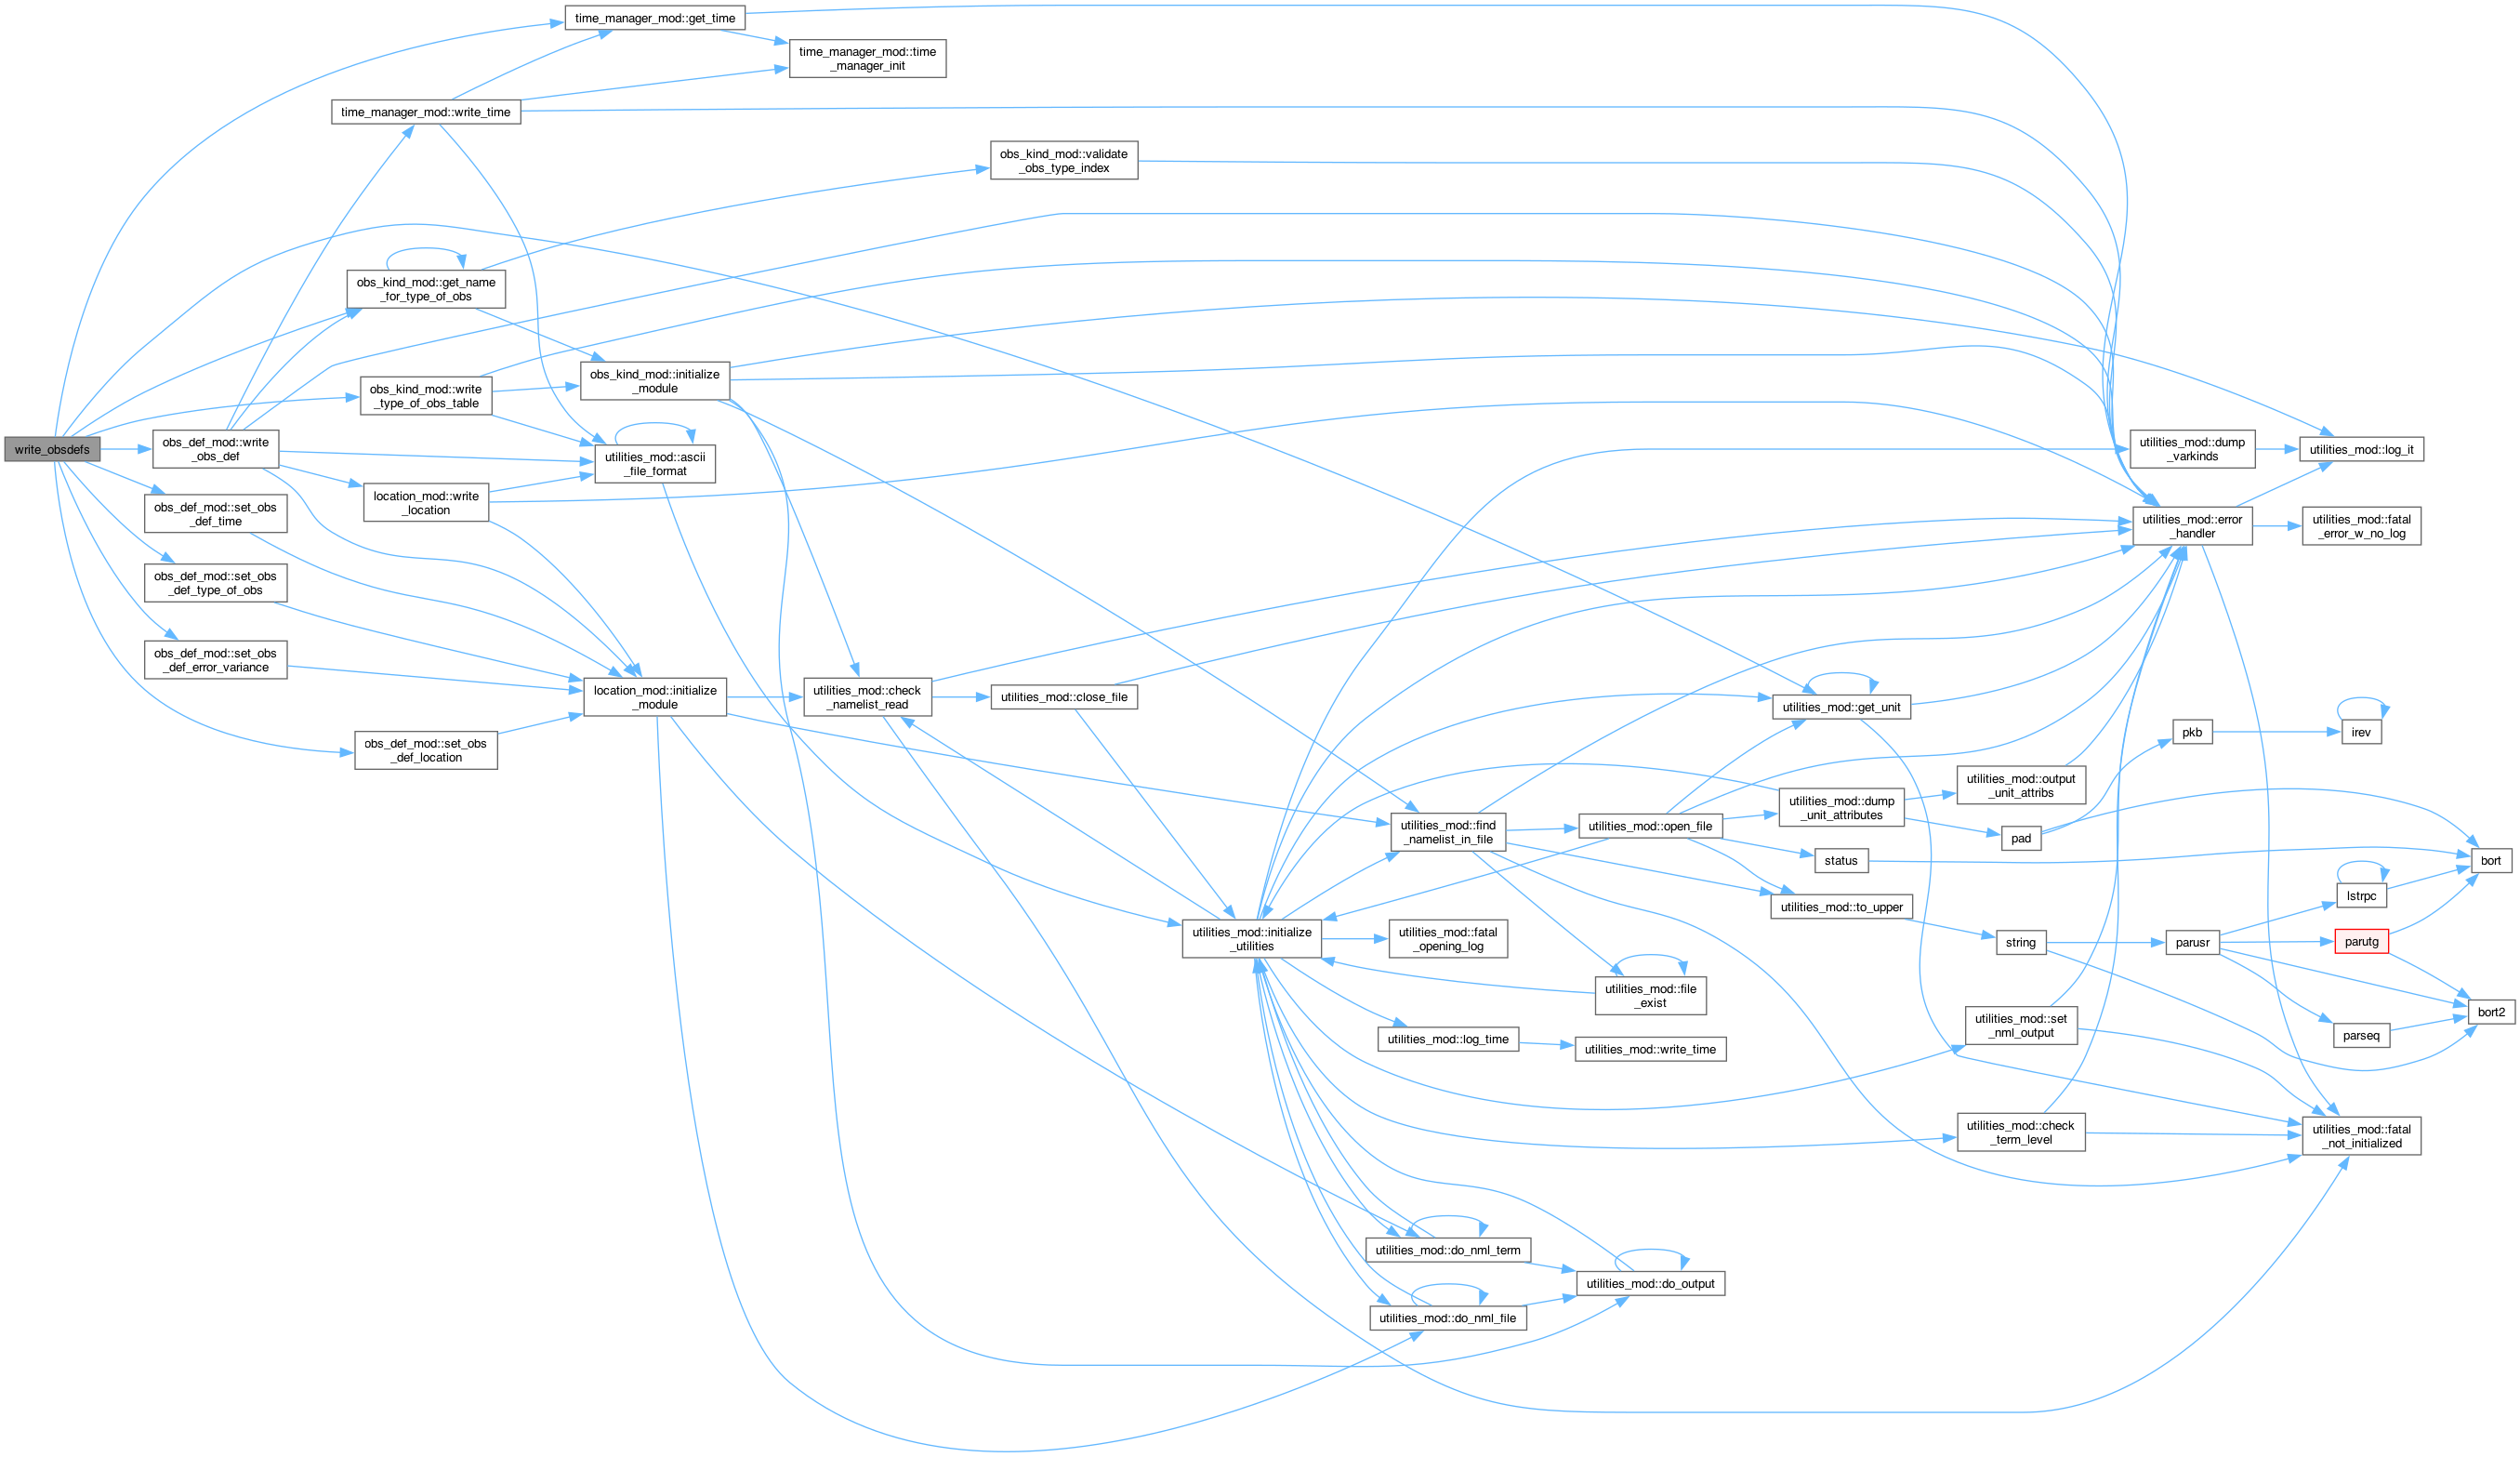 time_manager_mod::get_time
time_manager_mod::time
_manager_init
time_manager_mod::write_time
obs_kind_mod::validate
_obs_type_index
obs_kind_mod::get_name
_for_type_of_obs
obs_kind_mod::initialize
_module
obs_kind_mod::write
_type_of_obs_table
write_obsdefs
obs_def_mod::write
_obs_def
utilities_mod::ascii
_file_format
utilities_mod::dump
_varkinds
utilities_mod::log_it
location_mod::write
_location
obs_def_mod::set_obs
_def_time
utilities_mod::error
_handler
utilities_mod::fatal
_error_w_no_log
obs_def_mod::set_obs
_def_type_of_obs
obs_def_mod::set_obs
_def_error_variance
location_mod::initialize
_module
utilities_mod::check
_namelist_read
utilities_mod::close_file
utilities_mod::get_unit
pkb
irev
obs_def_mod::set_obs
_def_location
utilities_mod::output
_unit_attribs
utilities_mod::dump
_unit_attributes
utilities_mod::find
_namelist_in_file
utilities_mod::open_file
pad
status
bort
lstrpc
utilities_mod::to_upper
utilities_mod::initialize
_utilities
utilities_mod::fatal
_opening_log
string
parusr
parutg
utilities_mod::file
_exist
bort2
utilities_mod::set
_nml_output
parseq
utilities_mod::log_time
utilities_mod::write_time
utilities_mod::check
_term_level
utilities_mod::fatal
_not_initialized
utilities_mod::do_nml_term
utilities_mod::do_output
utilities_mod::do_nml_file